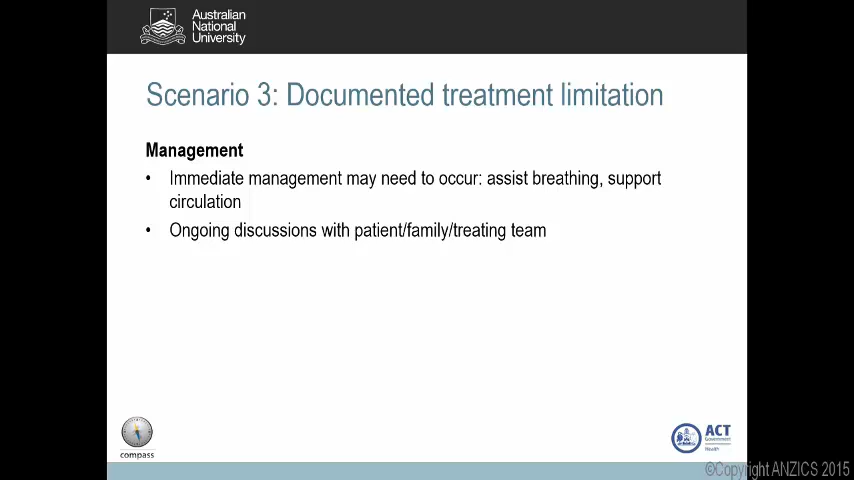 Australian
National
University
Scenario 3: Documented treatment limitation
Management
• Immediate management may need to occur: assist breathing, support
circulation
• Ongoing discussions with patient/family/treating team
compass
ACT
Government
Health
©Copyright ANZICS 2015